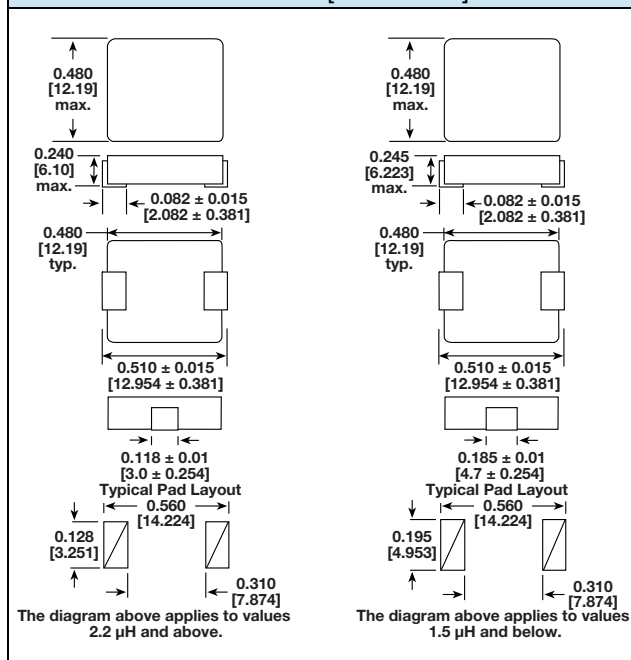 0.480
[12.19]
max.
0.240
[6.10]
max.
0.082 ± 0.015
[2.082 ± 0.381]
0.480
[12.19]
typ.
0.510 ± 0.015
[12.954 ± 0.381]
0.118 ± 0.01
[3.0 ± 0.254]
Typical Pad Layout
0.560
[14.224]
0.128
[3.251]
0.310
[7.874]
The diagram above applies to values
2.2 µH and above.
0.480
[12.19]
max.
0.245
[6.223]
max.
0.082 ± 0.015
[2.082 ± 0.381]
0.480
[12.19]
typ.
0.510 ± 0.015
[12.954 ± 0.381]
0.185 ± 0.01
[4.7 ± 0.254]
Typical Pad Layout
0.560
[14.224]
0.195
[4.953]
0.310
[7.874]
The diagram above applies to values
1.5 µH and below.